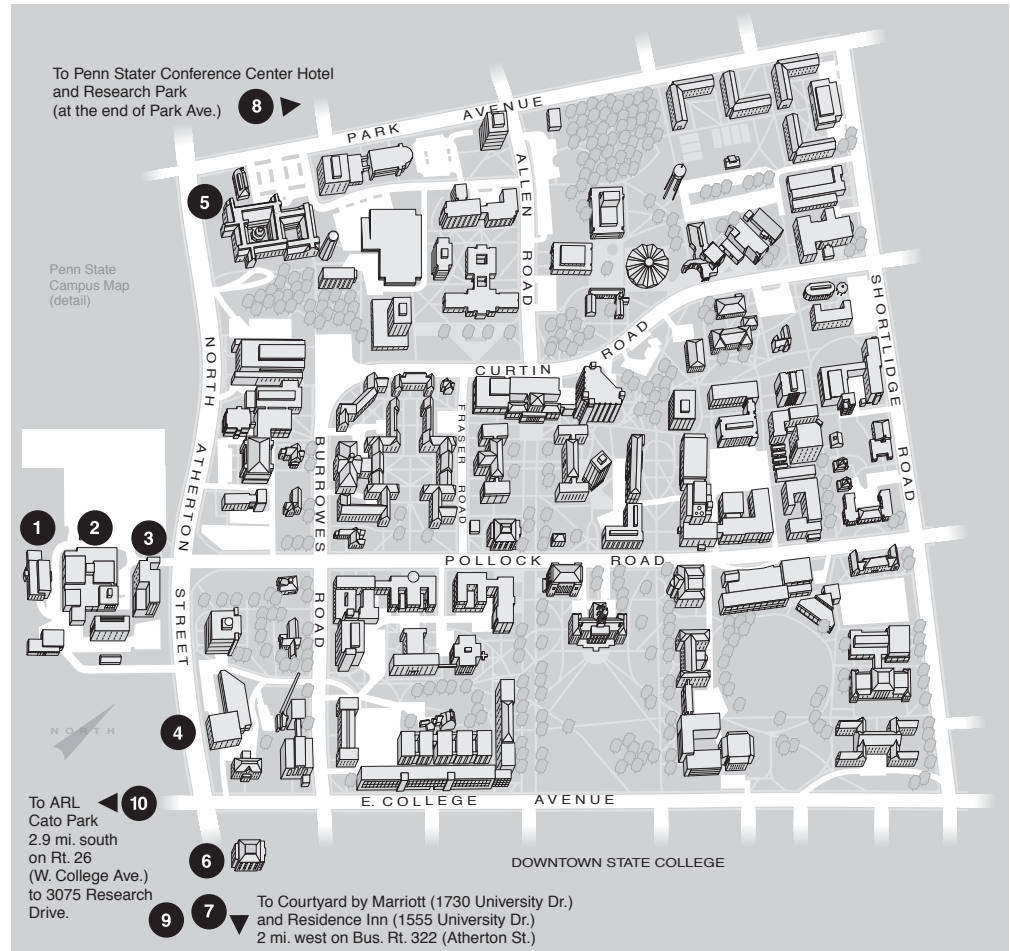 To Penn Stater Conference Center Hotel
and Research Park
(at the end of Park Ave.)
8
PARK AVENUE
ALLEN ROAD
5
Penn State
Campus Map
(detail)
SHORTLIDGE ROAD
NORTH ATHERTON STREET
CURTIN ROAD
FRASER ROAD
BURROWES ROAD
1
2
3
POLLOCK ROAD
NORTH
4
To ARL
Cato Park
2.9 mi. south
on Rt. 26
(W. College Ave.)
to 3075 Research
Drive.
10
E. COLLEGE AVENUE
6
DOWNTOWN STATE COLLEGE
9
7
To Courtyard by Marriott (1730 University Dr.)
and Residence Inn (1555 University Dr.)
2 mi. west on Bus. Rt. 322 (Atherton St.)